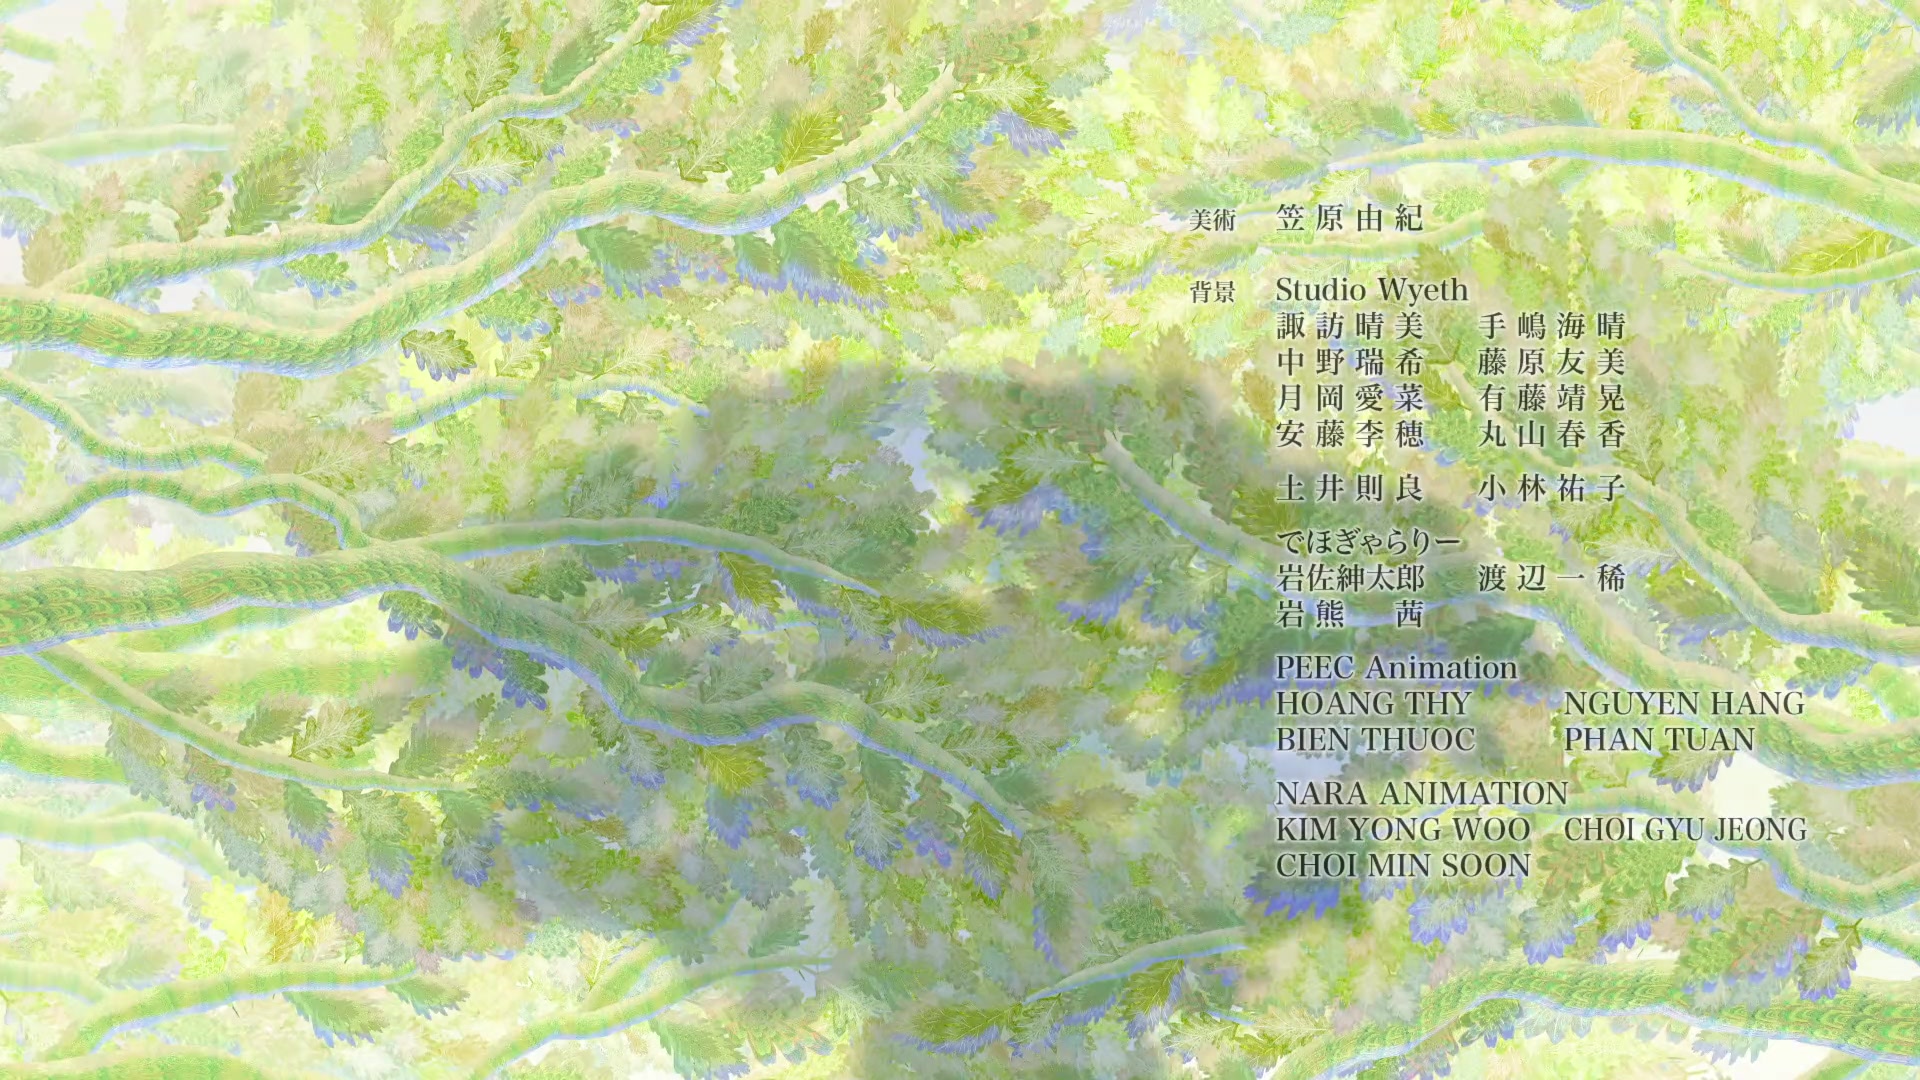 美術 笠原由紀
背景 Studio Wyeth
諏訪晴美 手嶋海晴
中野瑞希 藤原友美
月岡愛菜 有藤靖晃
安藤李穂 丸山春香
土井則良 小林祐子
でほぎゃらりー
岩佐紳太郎 渡辺一稀
岩熊 茜
PEEC Animation
HOANG THY NGUYEN HANG
BIEN THUOC PHAN TUAN
NARA ANIMATION
KIM YONG WOO CHOI GYU JEONG
CHOI MIN SOON